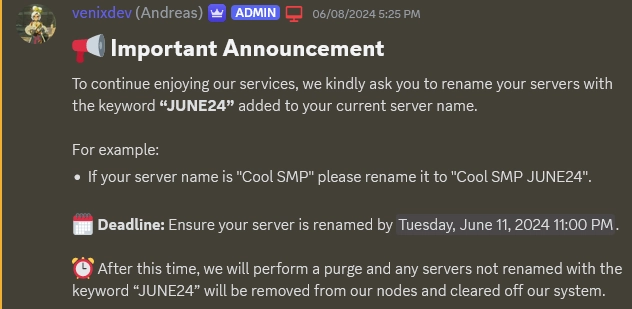 venixdev (Andreas) ADMIN 06/08/2024 5:25 PM
Important Announcement
To continue enjoying our services, we kindly ask you to rename your servers with
the keyword “JUNE24” added to your current server name.
For example:
• If your server name is "Cool SMP" please rename it to "Cool SMP JUNE24".
Deadline: Ensure your server is renamed by Tuesday, June 11, 2024 11:00 PM.
After this time, we will perform a purge and any servers not renamed with the
keyword “JUNE24” will be removed from our nodes and cleared off our system.